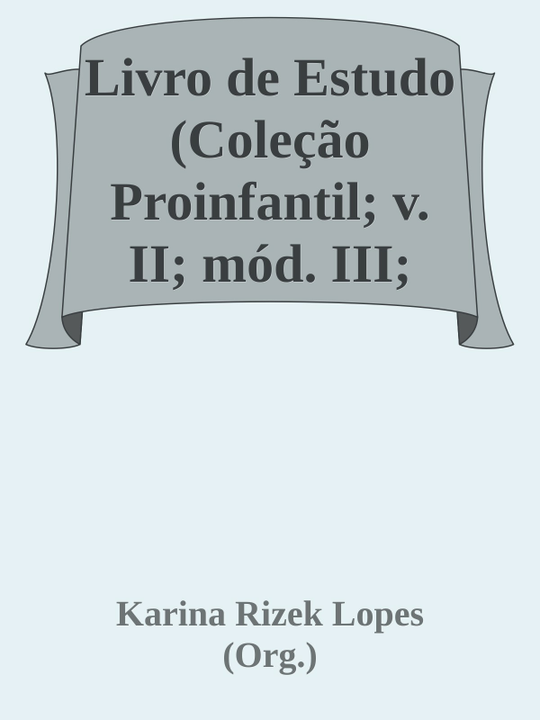 Livro de Estudo
(Coleção
Proinfantil; v.
II; mód. III;
Karina Rizek Lopes
(Org.)